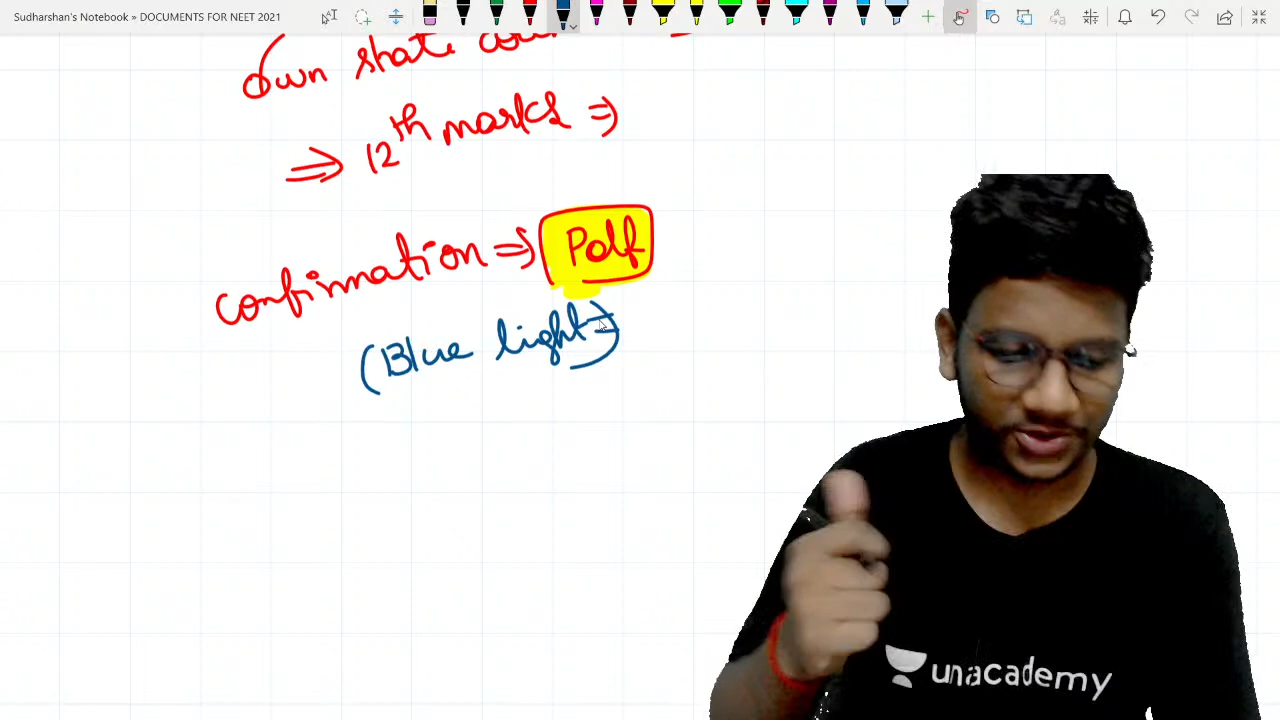 Sudharshan's Notebook » DOCUMENTS FOR NEET 2021
own state
⇒ 12th marks ⇒
confirmation ⇒ Pdf
(Blue light ⇒)
unacademy